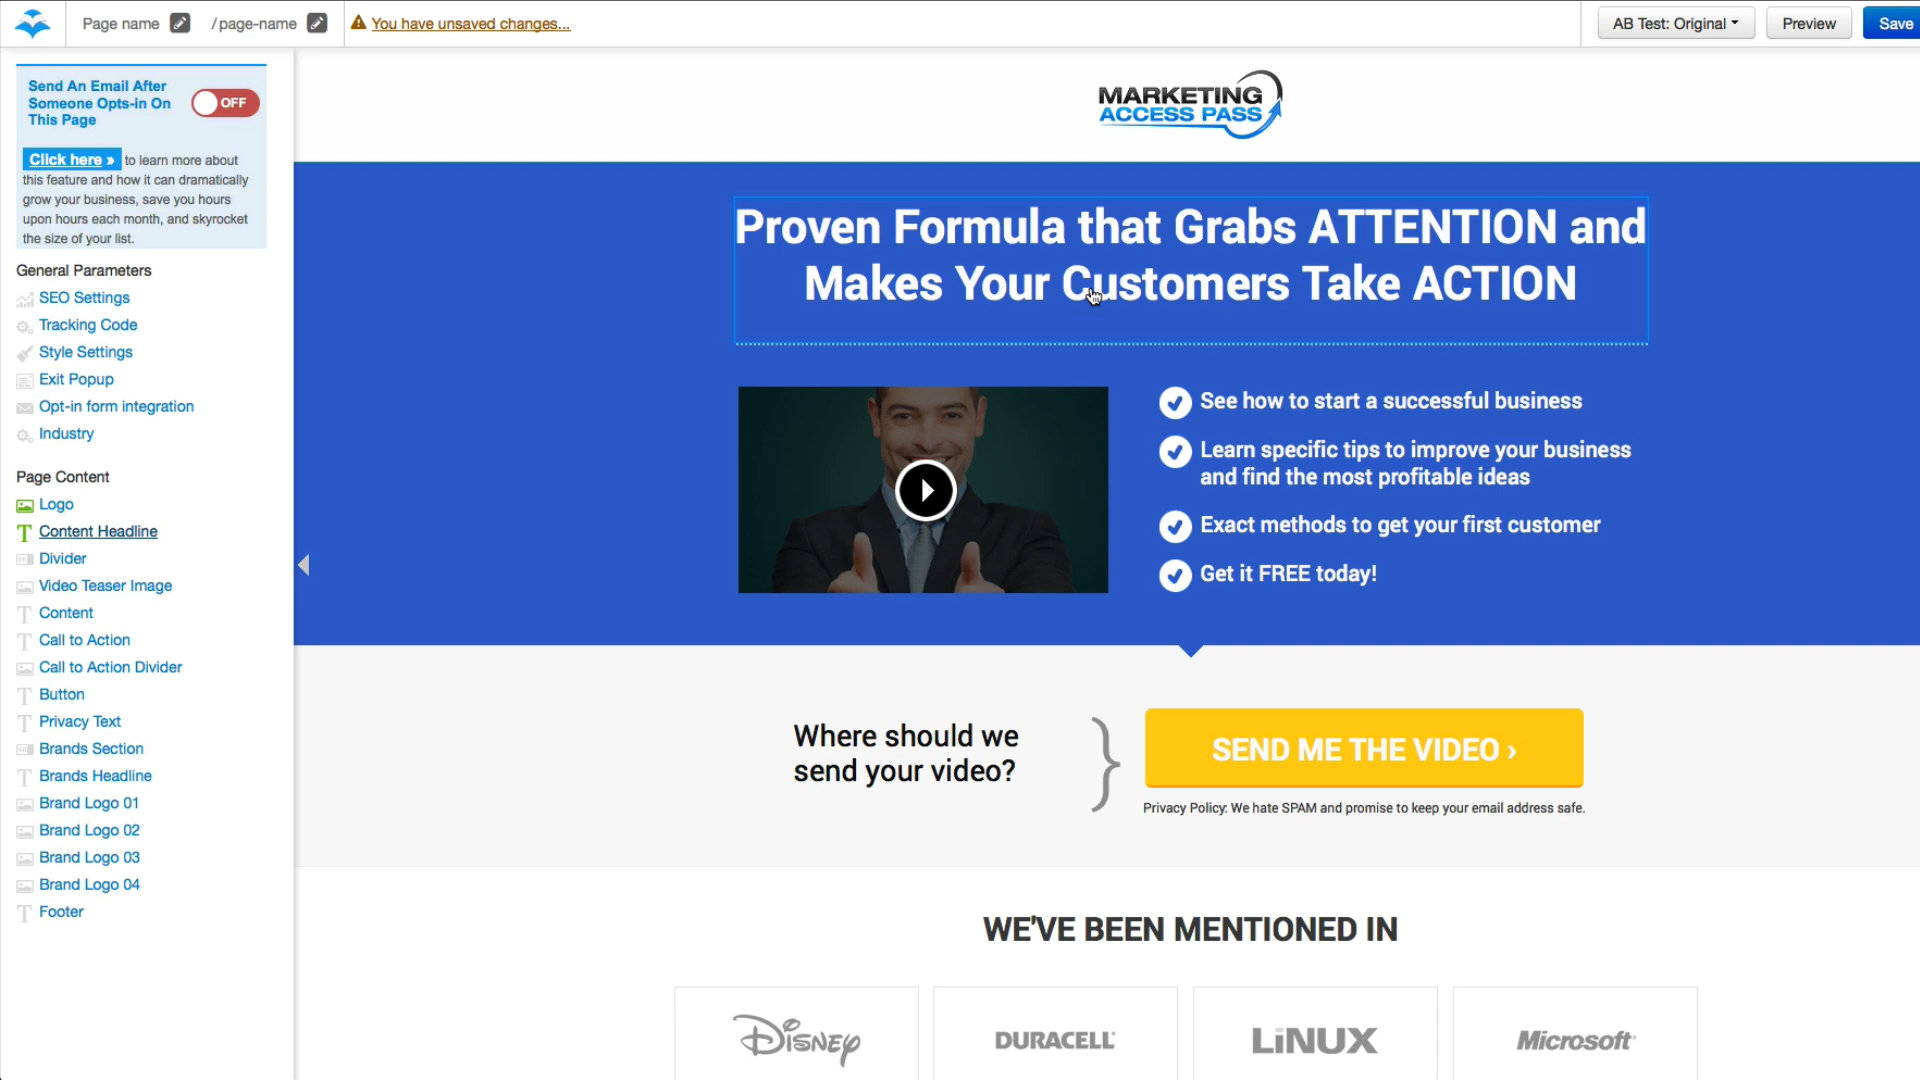 Page name
/page-name
You have unsaved changes...
AB Test: Original
Preview
Save
Send An Email After
Someone Opts-in On
This Page
OFF
Click here » to learn more about
this feature and how it can dramatically
grow your business, save you hours
upon hours each month, and skyrocket
the size of your list.
General Parameters
SEO Settings
Tracking Code
Style Settings
Exit Popup
Opt-in form integration
Industry
Page Content
Logo
Content Headline
Divider
Video Teaser Image
Content
Call to Action
Call to Action Divider
Button
Privacy Text
Brands Section
Brands Headline
Brand Logo 01
Brand Logo 02
Brand Logo 03
Brand Logo 04
Footer
MARKETING
ACCESS PASS
Proven Formula that Grabs ATTENTION and
Makes Your Customers Take ACTION
See how to start a successful business
Learn specific tips to improve your business
and find the most profitable ideas
Exact methods to get your first customer
Get it FREE today!
Where should we
send your video?
SEND ME THE VIDEO ›
Privacy Policy: We hate SPAM and promise to keep your email address safe.
WE'VE BEEN MENTIONED IN
Disney
DURACELL
LiNUX
Microsoft